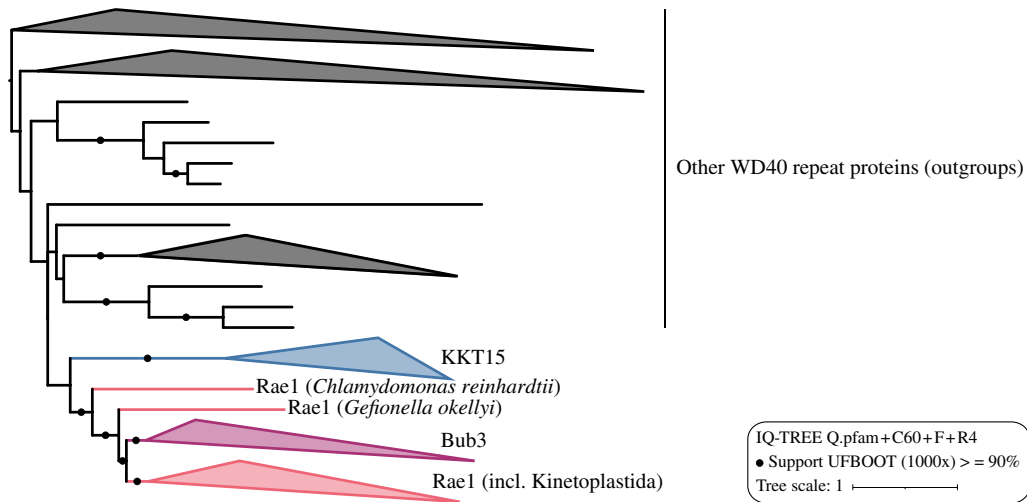 Other WD40 repeat proteins (outgroups)
KKT15
Rae1 (Chlamydomonas reinhardtii)
Rae1 (Gefionella okellyi)
Bub3
Rae1 (incl. Kinetoplastida)
IQ-TREE Q.pfam+C60+F+R4
● Support UFBOOT (1000x) > = 90%
Tree scale: 1